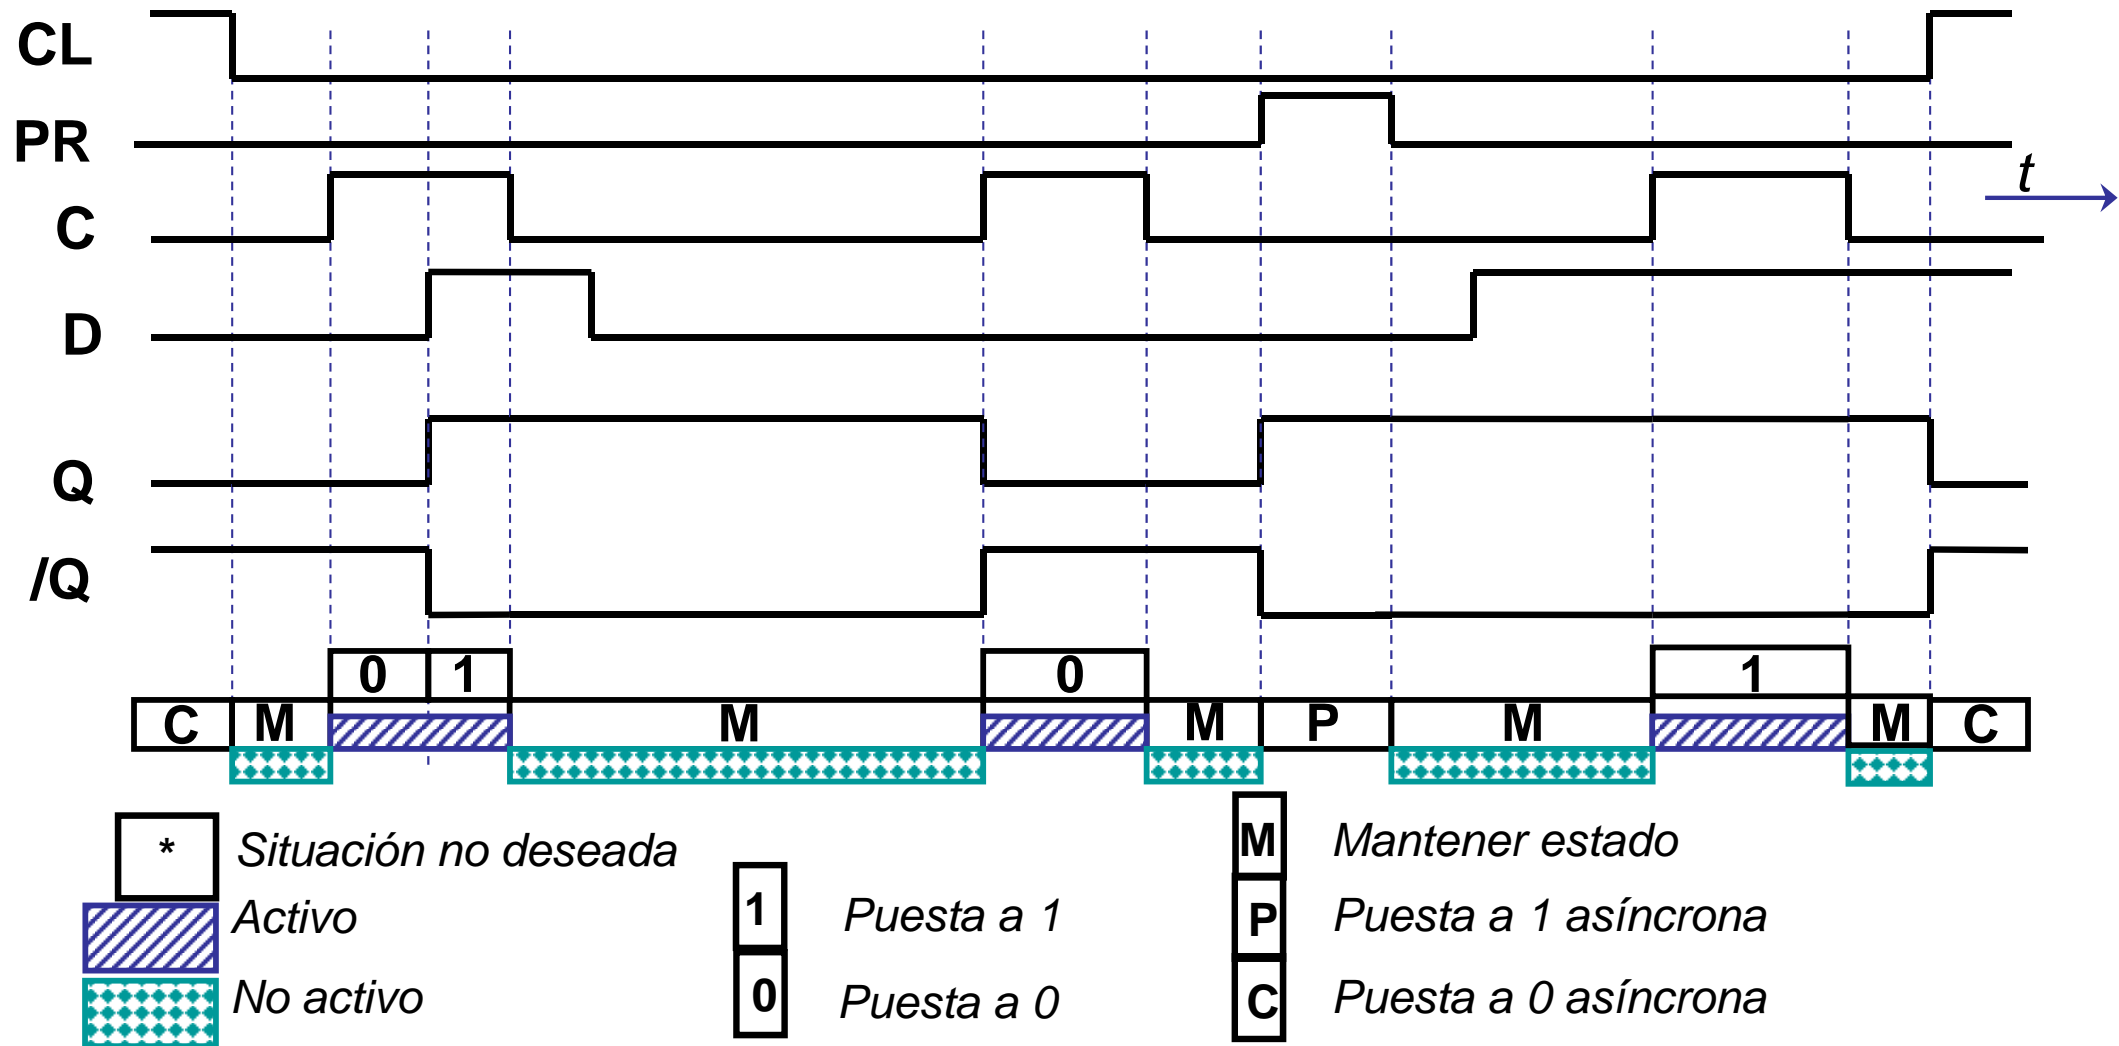 CL
PR
t
C
D
Q
/Q
0 1 0 1
C M M M P M M C
* Situación no deseada
Activo
No activo
1 Puesta a 1
0 Puesta a 0
M Mantener estado
P Puesta a 1 asíncrona
C Puesta a 0 asíncrona